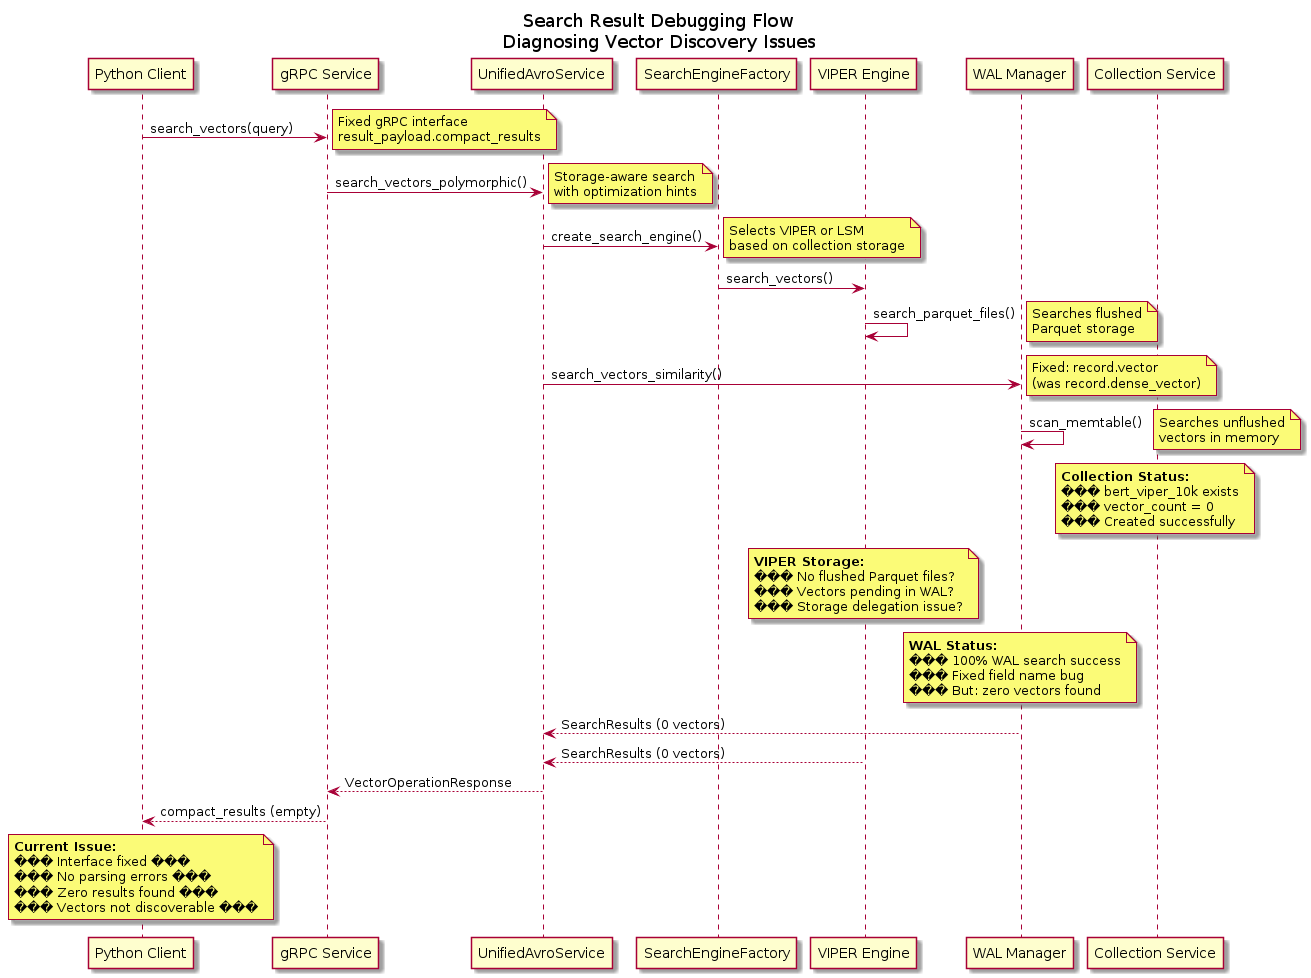 Search Result Debugging Flow
Diagnosing Vector Discovery Issues
Python Client
gRPC Service
UnifiedAvroService
SearchEngineFactory
VIPER Engine
WAL Manager
Collection Service
search_vectors(query)
Fixed gRPC interface
result_payload.compact_results
search_vectors_polymorphic()
Storage-aware search
with optimization hints
create_search_engine()
Selects VIPER or LSM
based on collection storage
search_vectors()
search_parquet_files()
Searches flushed
Parquet storage
search_vectors_similarity()
Fixed: record.vector
(was record.dense_vector)
scan_memtable()
Searches unflushed
vectors in memory
Collection Status:
��� bert_viper_10k exists
��� vector_count = 0
��� Created successfully
VIPER Storage:
��� No flushed Parquet files?
��� Vectors pending in WAL?
��� Storage delegation issue?
WAL Status:
��� 100% WAL search success
��� Fixed field name bug
��� But: zero vectors found
SearchResults (0 vectors)
SearchResults (0 vectors)
VectorOperationResponse
compact_results (empty)
Current Issue:
��� Interface fixed ���
��� No parsing errors ���
��� Zero results found ���
��� Vectors not discoverable ���
Python Client
gRPC Service
UnifiedAvroService
SearchEngineFactory
VIPER Engine
WAL Manager
Collection Service